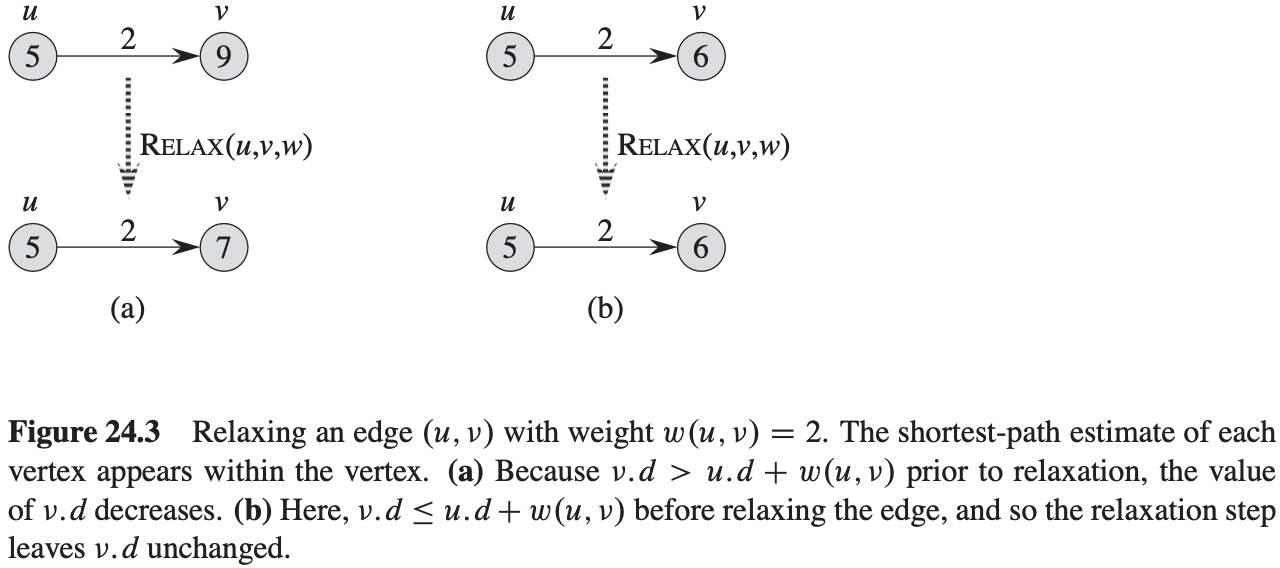 u v u v
5 2 9 5 2 6
RELAX(u,v,w) RELAX(u,v,w)
u v u v
5 2 7 5 2 6
(a) (b)
Figure 24.3 Relaxing an edge (u, v) with weight w(u, v) = 2. The shortest-path estimate of each
vertex appears within the vertex. (a) Because v.d > u.d + w(u, v) prior to relaxation, the value
of v.d decreases. (b) Here, v.d ≤ u.d + w(u, v) before relaxing the edge, and so the relaxation step
leaves v.d unchanged.